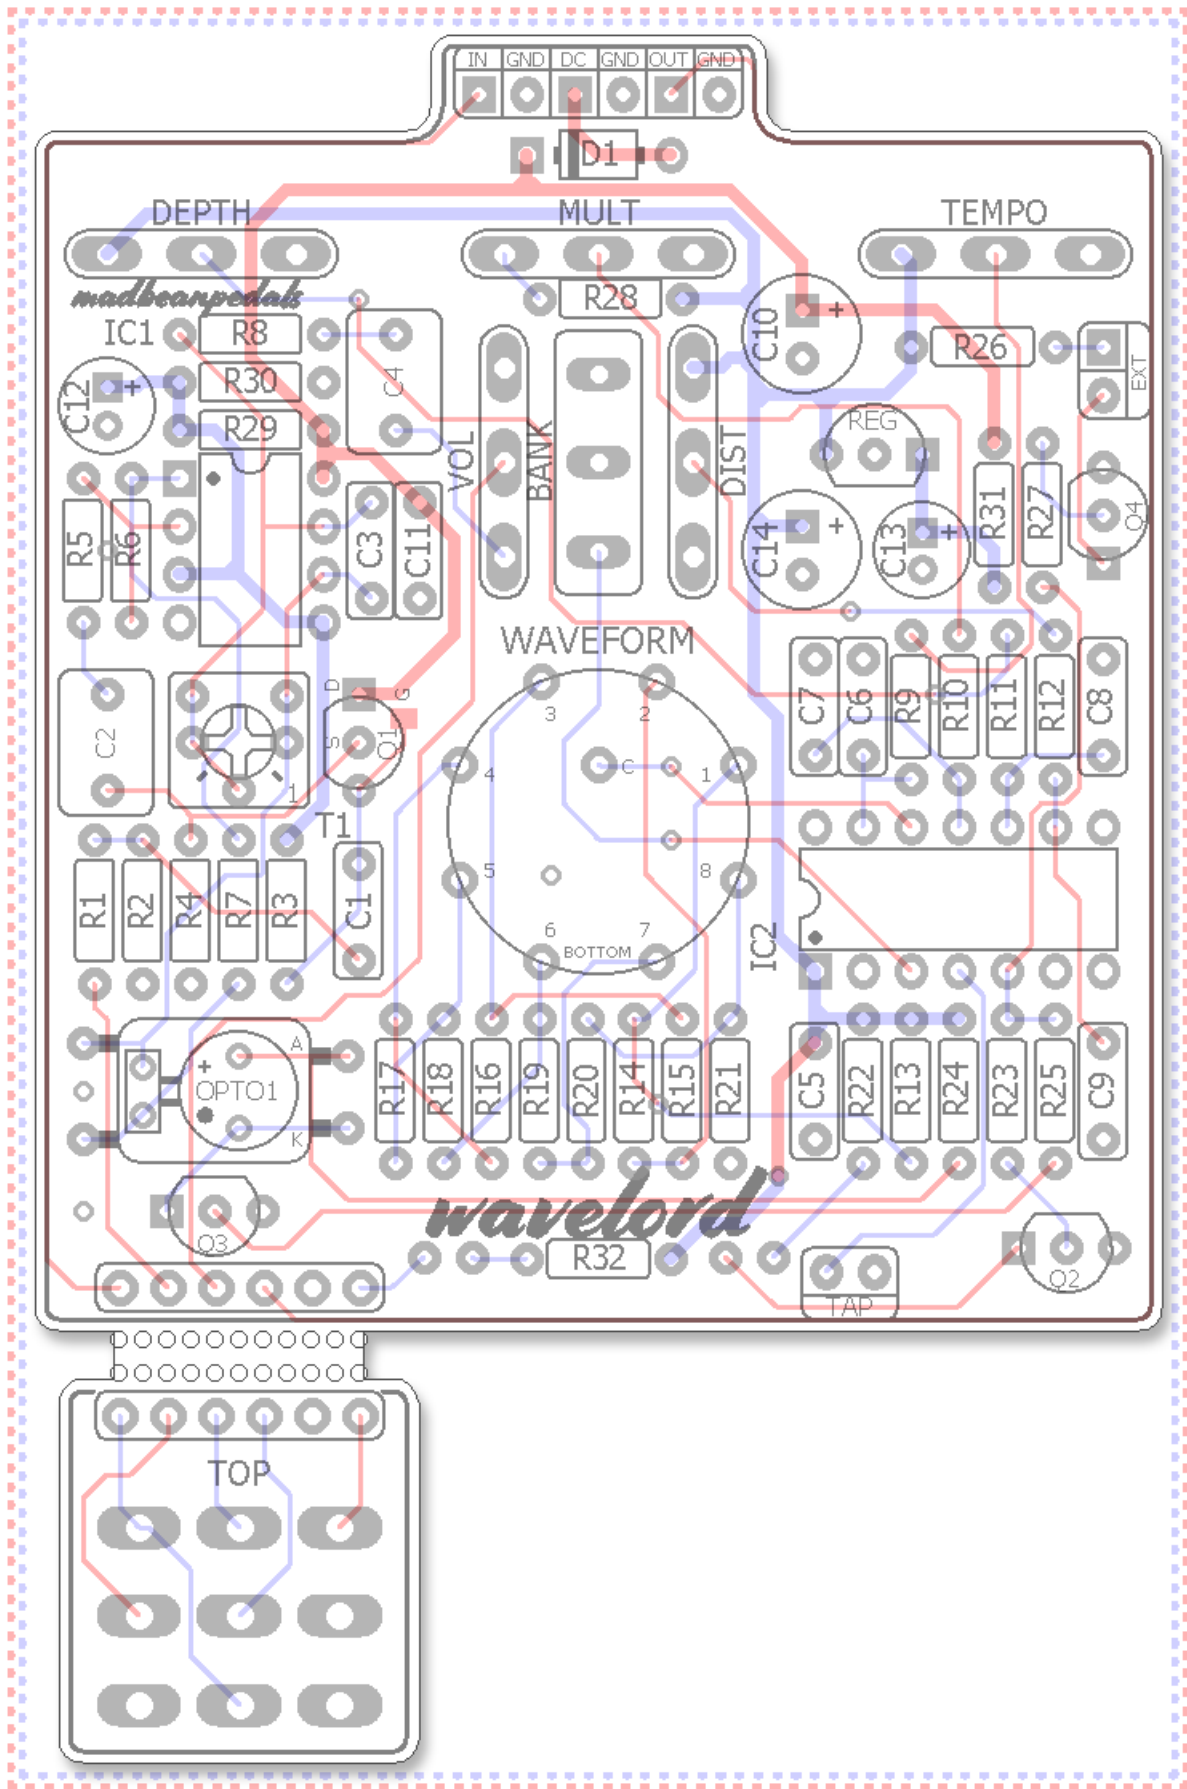 IN GND DC GND OUT GND
D1
DEPTH MULT TEMPO
madbeanpedals
R28
IC1 R8
C10 +
R26
EXT
C4
R30
C12 +
REG
R29
VOL BANK DIST
R5 R6
C3 C11
C14 +
C13 +
R31 R27
Q4
WAVEFORM
D G
S Q1
C2
1
T1
3 2
4 C 1
5 8
6 7
BOTTOM
C7 C6 R9 R10 R11 R12 C8
R1 R2 R4 R7 R3 C1
IC2
A
+
OPTO1
K
R17 R18 R16 R19 R20 R14 R15 R21
C5 R22 R13 R24 R23 R25 C9
wavelord
Q3
R32
Q2
TAP
TOP